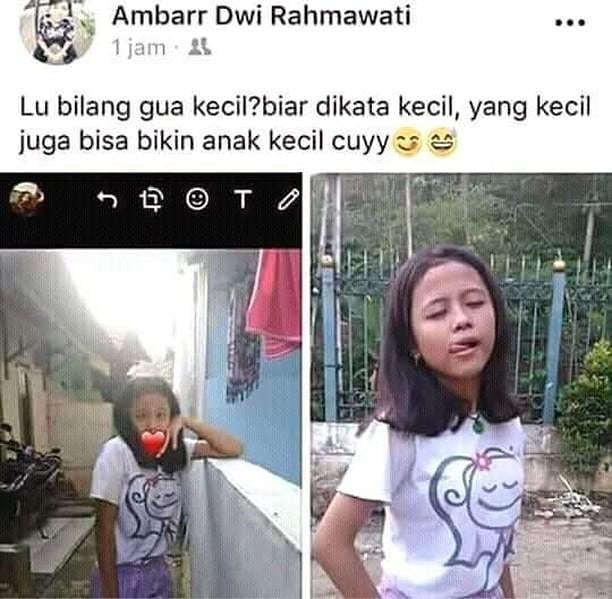 Ambarr Dwi Rahmawati
1 jam
Lu bilang gua kecil?biar dikata kecil, yang kecil
juga bisa bikin anak kecil cuyy😋😅
T